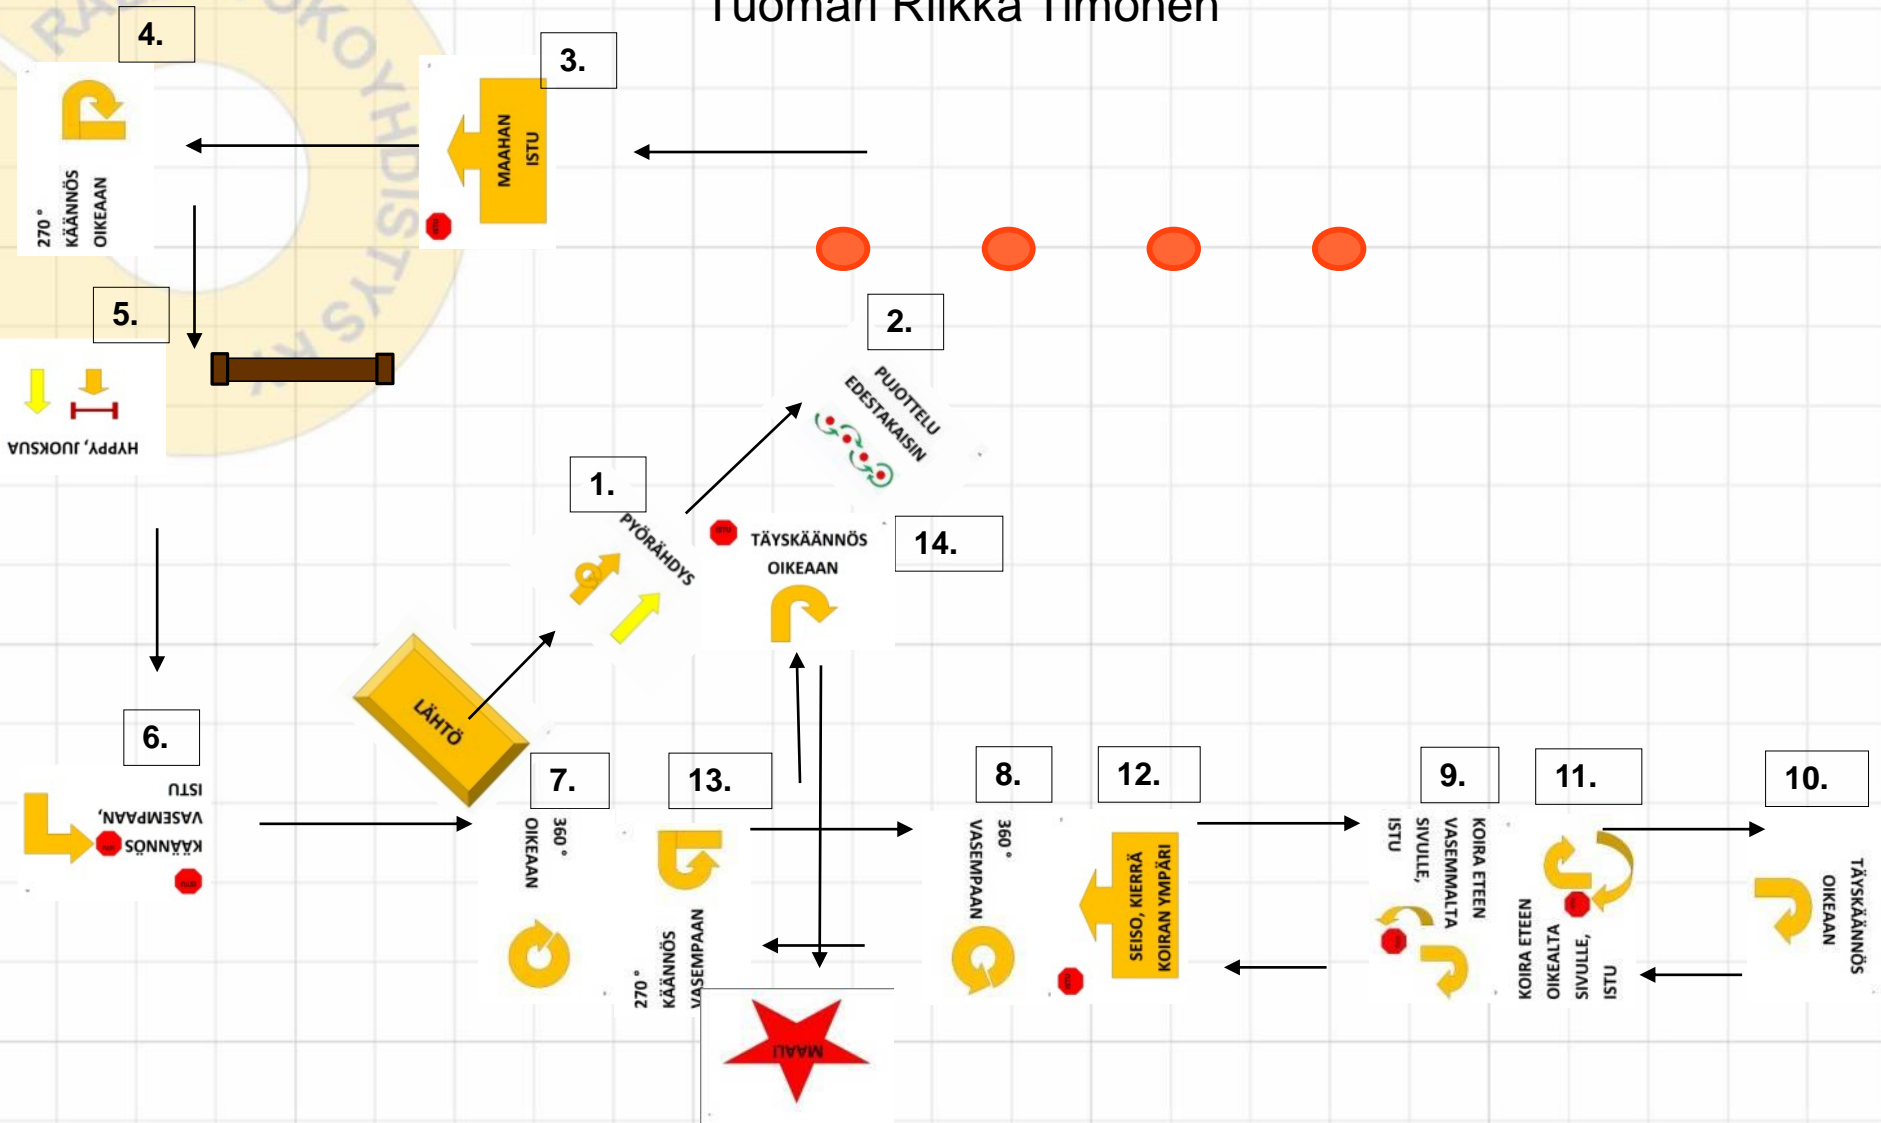 Tuomari Riikka Timonen
4.
270°
KÄÄNNÖS
OIKEAAN
3.
MAAHAN
ISTU
5.
HYPPY, JUOKSUA
2.
PUJOTTELU
EDESTAKAISIN
1.
PYÖRÄHDYS
14.
TÄYSKÄÄNNÖS
OIKEAAN
LÄHTÖ
6.
KÄÄNNÖS
VASEMPAAN,
ISTU
7.
360°
OIKEAAN
13.
270°
KÄÄNNÖS
VASEMPAAN
8.
360°
VASEMPAAN
12.
SEISO, KIERRÄ
KOIRAN YMPÄRI
9.
KOIRA ETEEN
VASEMMALTA
SIVULLE,
ISTU
11.
KOIRA ETEEN
OIKEALTA
SIVULLE,
ISTU
10.
TÄYSKÄÄNNÖS
OIKEAAN
MAALI